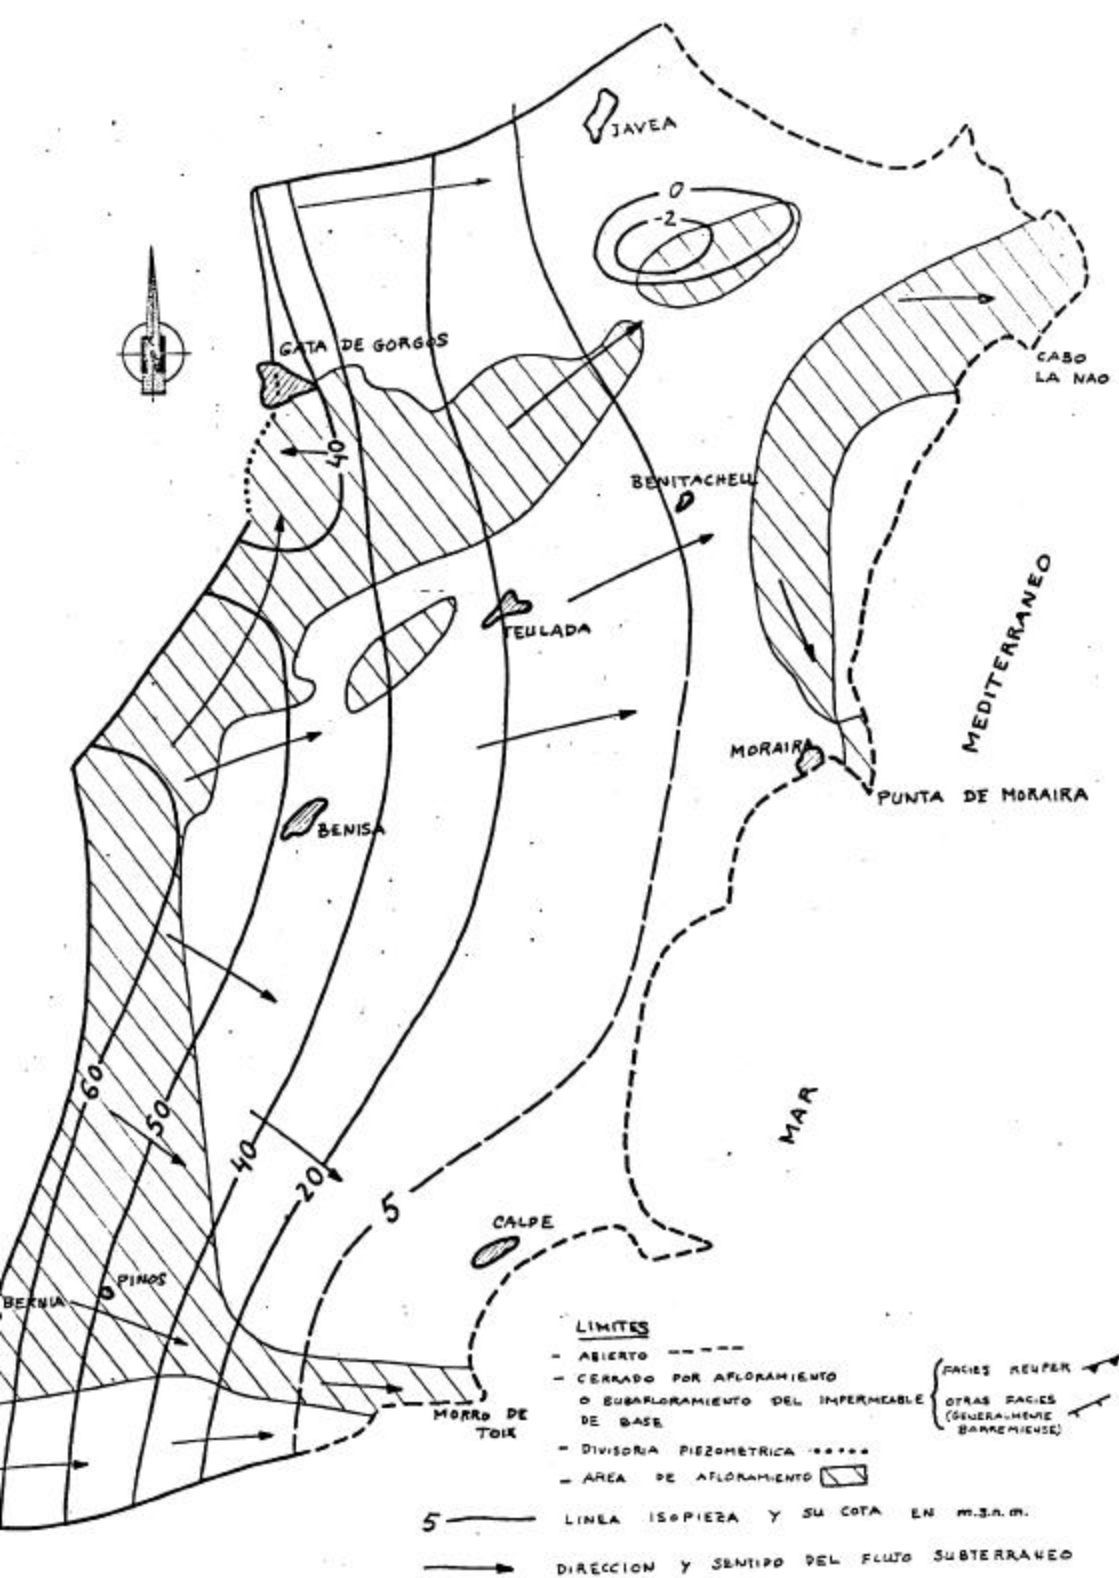 JAVEA
0
-2
GATA DE GORGOS
CABO
LA NAO
40
BENITACHELL
TEULADA
MEDITERRANEO
MORAIRA
PUNTA DE MORAIRA
BENISA
60
50
40
20
5
MAR
CALPE
PINOS
BERNIA
MORRO DE
TOIX
LIMITES
- ABIERTO
- CERRADO POR AFLORAMIENTO
O SUBAFLORAMIENTO DEL IMPERMEABLE
DE BASE
FACIES KEUPER
OTRAS FACIES
(GENERALMENTE
BARREMIENSE)
- DIVISORIA PIEZOMETRICA
- AREA DE AFLORAMIENTO
5 LINEA ISOPIEZA Y SU COTA EN m.s.n.m.
DIRECCION Y SENTIDO DEL FLUJO SUBTERRANEO